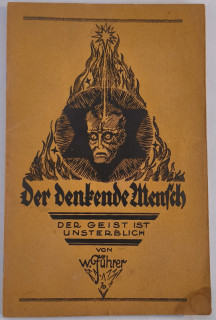 Der denkende Mensch
DER GEIST IST
UNSTERBLICH
VON
W. Führer